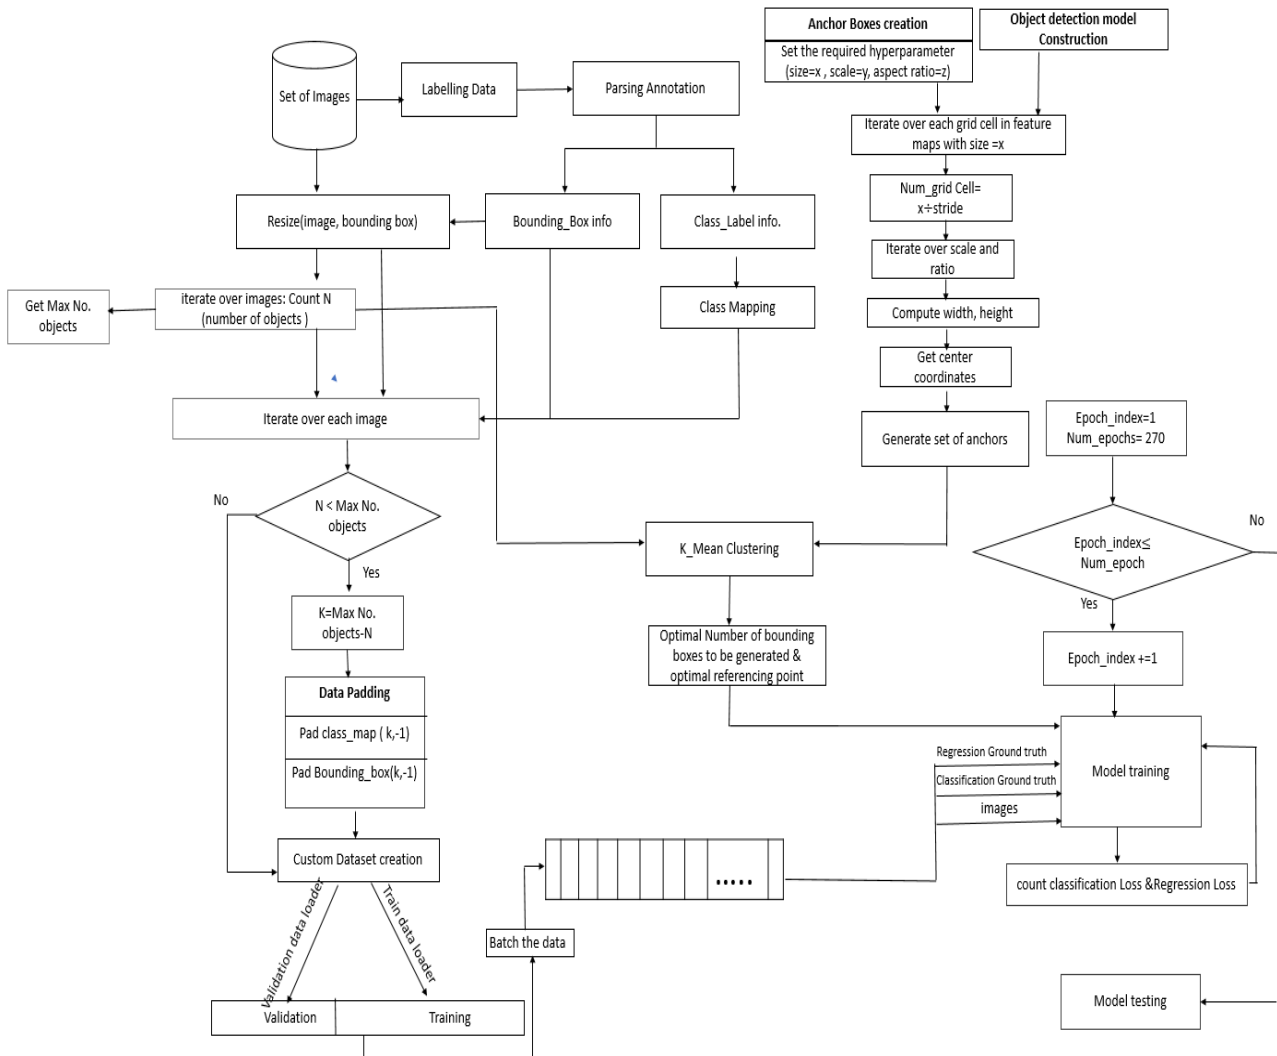 Anchor Boxes creation
Set the required hyperparameter
(size=x , scale=y, aspect ratio=z)
Object detection model
Construction
Set of Images
Labelling Data
Parsing Annotation
Iterate over each grid cell in feature
maps with size =x
Num_grid Cell=
x÷stride
Resize(image, bounding box)
Bounding_Box info
Class_Label info.
Iterate over scale and
ratio
Get Max No.
objects
iterate over images: Count N
(number of objects )
Class Mapping
Compute width, height
Get center
coordinates
Iterate over each image
Generate set of anchors
Epoch_index=1
Num_epochs= 270
No
N < Max No.
objects
Yes
K_Mean Clustering
Epoch_index≤
Num_epoch
No
Yes
K=Max No.
objects-N
Optimal Number of bounding
boxes to be generated &
optimal referencing point
Epoch_index +=1
Data Padding
Pad class_map ( k,-1)
Pad Bounding_box(k,-1)
Regression Ground truth
Classification Ground truth
images
Model training
Custom Dataset creation
.....
count classification Loss &Regression Loss
Validation data loader
Train data loader
Batch the data
Validation
Training
Model testing